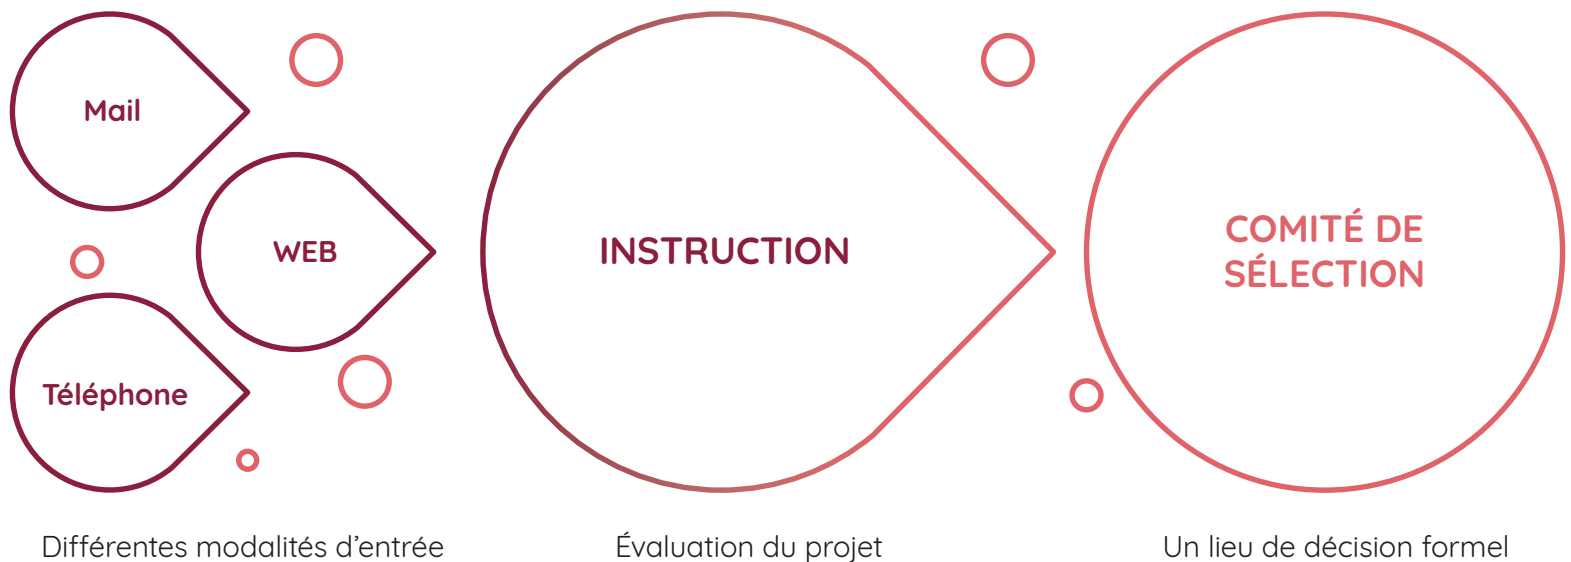 Mail
WEB
Téléphone
INSTRUCTION
COMITÉ DE
SÉLECTION
Différentes modalités d’entrée
Évaluation du projet
Un lieu de décision formel